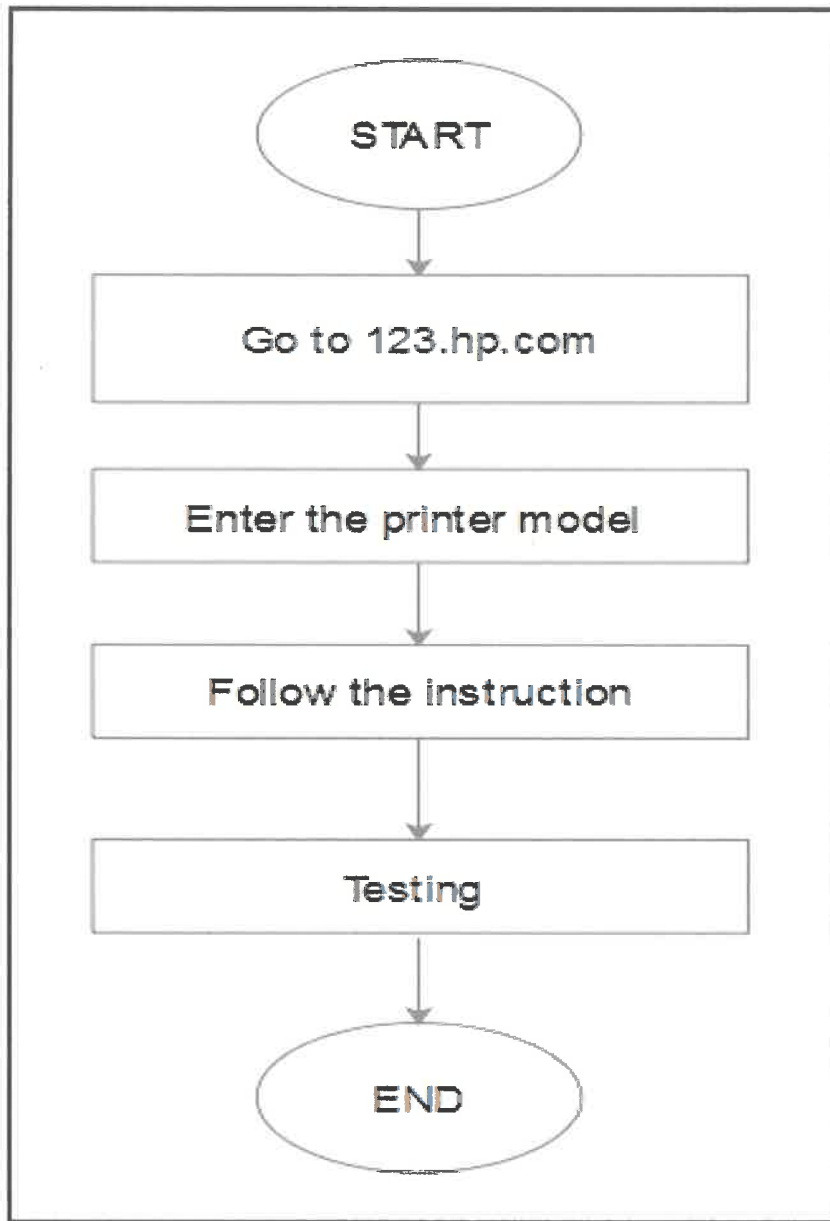 START
Go to 123.hp.com
Enter the printer model
Follow the instruction
Testing
END